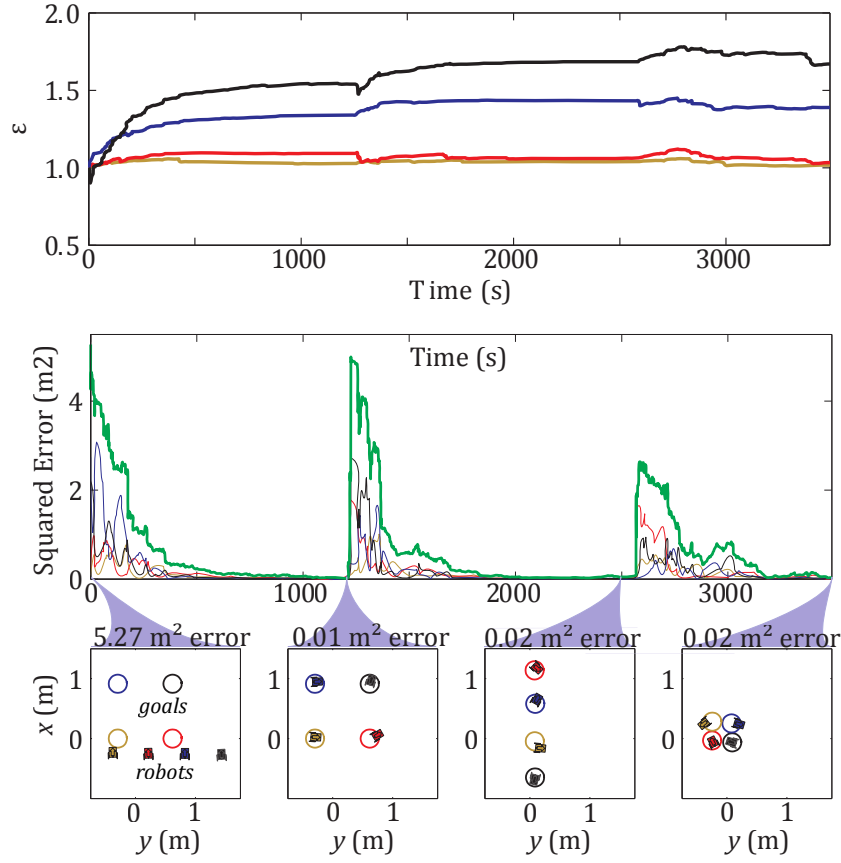 2.0
1.5
1.0
0.5
ε
0
1000
2000
3000
T ime (s)
Time (s)
Squared Error (m2)
4
2
0
0
1000
2000
3000
5.27 m² error
0.01 m² error
0.02 m² error
0.02 m² error
x (m)
1
0
goals
robots
0 1
y (m)
1
0
0 1
y (m)
1
0
0 1
y (m)
1
0
0 1
y (m)